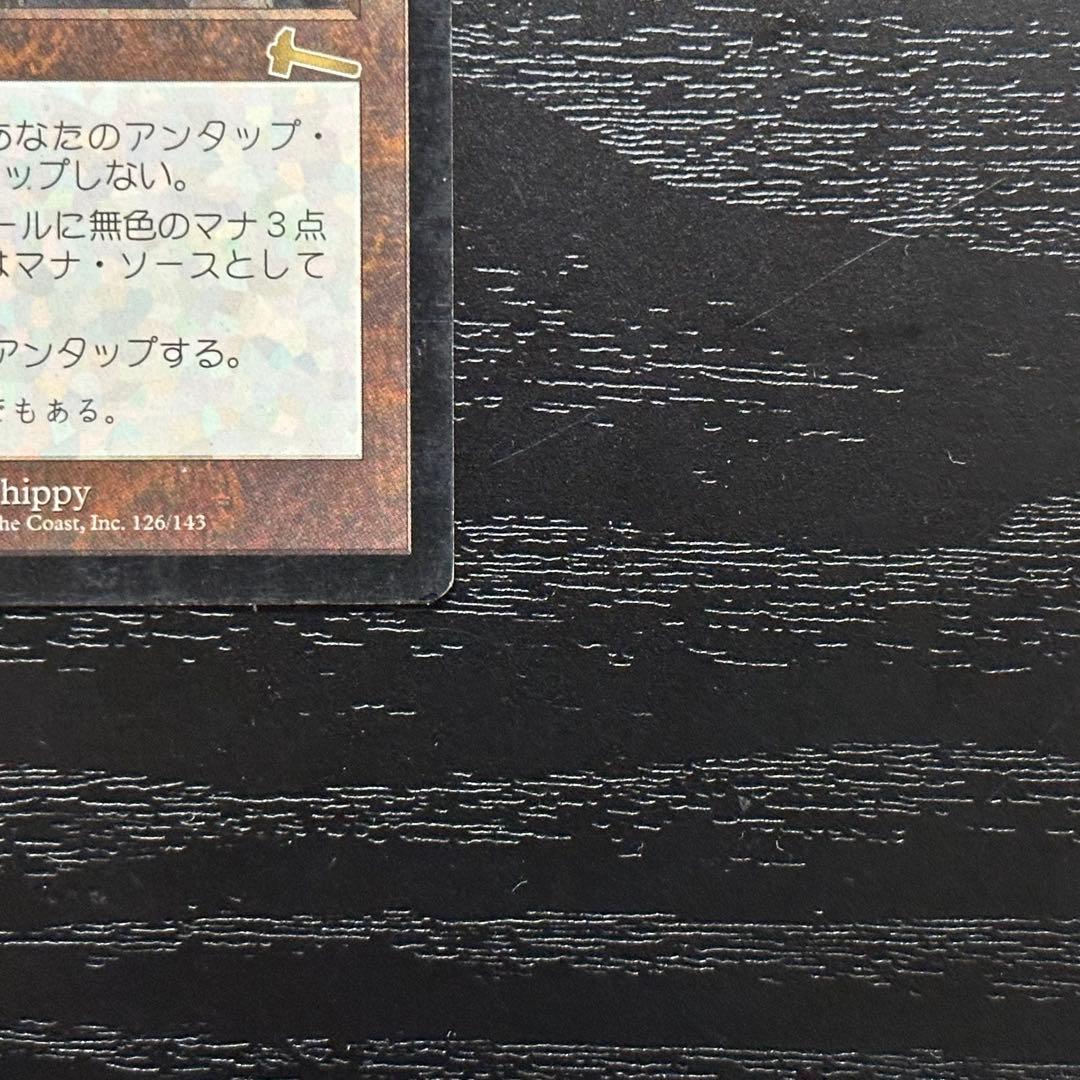 あなたのアンタップ・
ップしない。
ールに無色のマナ3点
はマナ・ソースとして
アンタップする。
でもある。
hippy
he Coast, Inc. 126/143